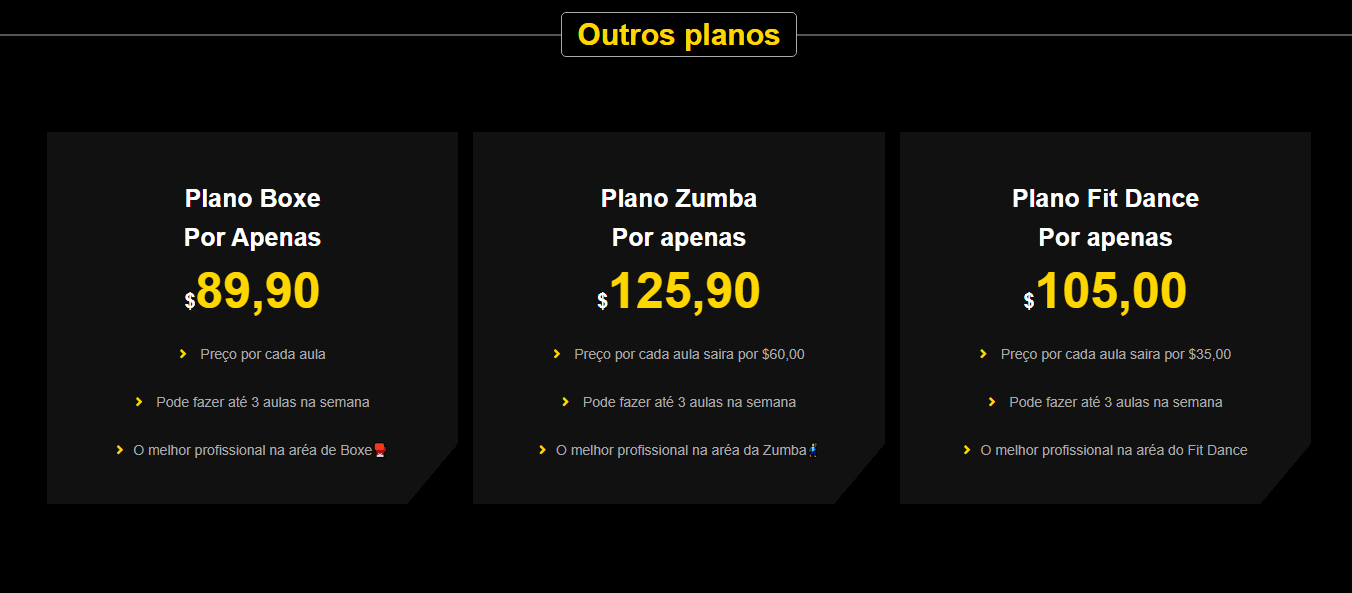 Outros planos
Plano Boxe
Por Apenas
$89,90
Preço por cada aula
Pode fazer até 3 aulas na semana
O melhor profissional na aréa de Boxe🥊
Plano Zumba
Por apenas
$125,90
Preço por cada aula saira por $60,00
Pode fazer até 3 aulas na semana
O melhor profissional na aréa da Zumba
Plano Fit Dance
Por apenas
$105,00
Preço por cada aula saira por $35,00
Pode fazer até 3 aulas na semana
O melhor profissional na aréa do Fit Dance